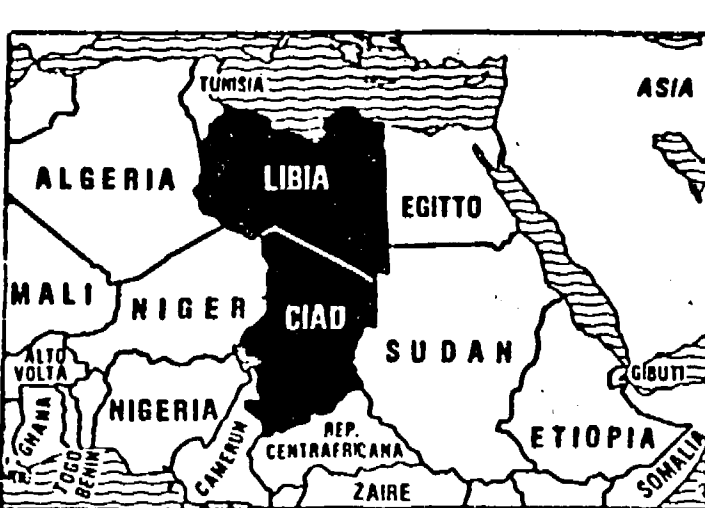 TUNISIA
ASIA
ALGERIA
LIBIA
EGITTO
MALI
NIGER
CIAD
SUDAN
ALTO
VOLTA
GIBUTI
NIGERIA
GHANA
TOGO
BENIN
CAMERUN
REP.
CENTRAFRICANA
ETIOPIA
SOMALIA
ZAIRE